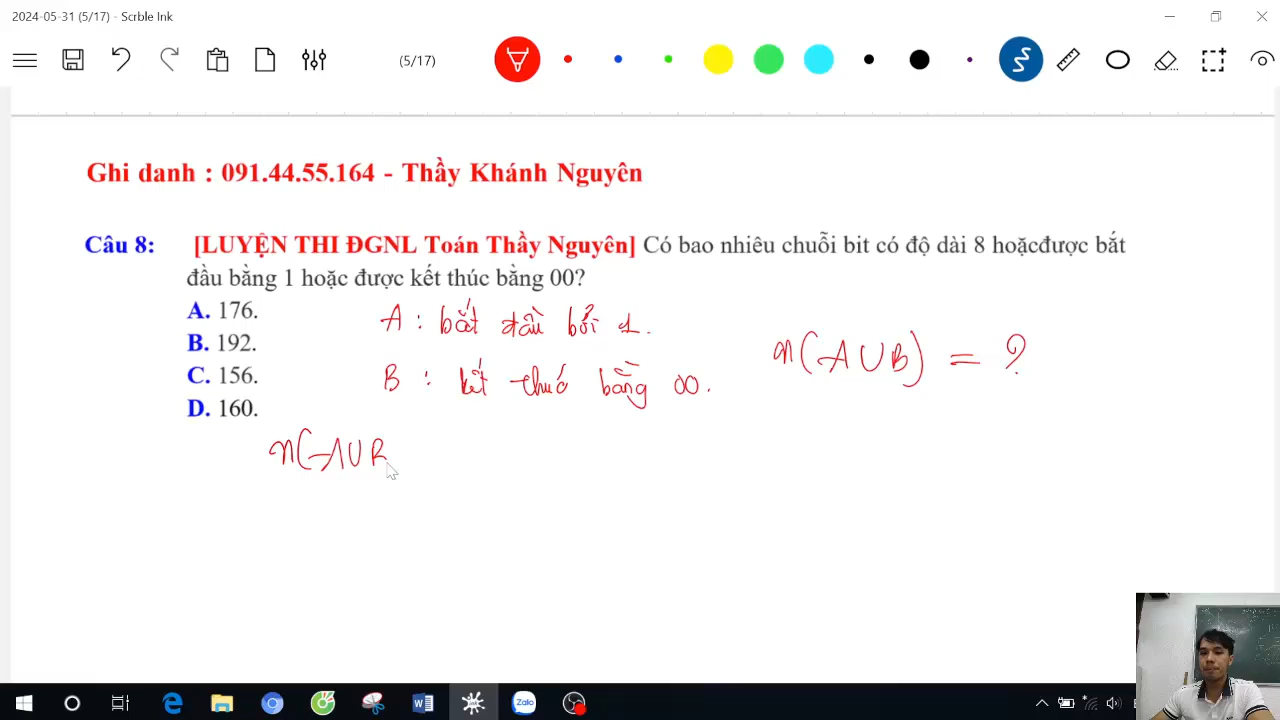 2024-05-31 (5/17) - Scrble Ink
(5/17)
Ghi danh : 091.44.55.164 - Thầy Khánh Nguyên
Câu 8: [LUYỆN THI ĐGNL Toán Thầy Nguyên] Có bao nhiêu chuỗi bit có độ dài 8 hoặcđược bắt
đầu bằng 1 hoặc được kết thúc bằng 00?
A. 176.
B. 192.
C. 156.
D. 160.
A : bắt đầu bởi 1.
B : kết thúc bằng 00.
n(A∪B) = ?
n(A∪B
Zalo